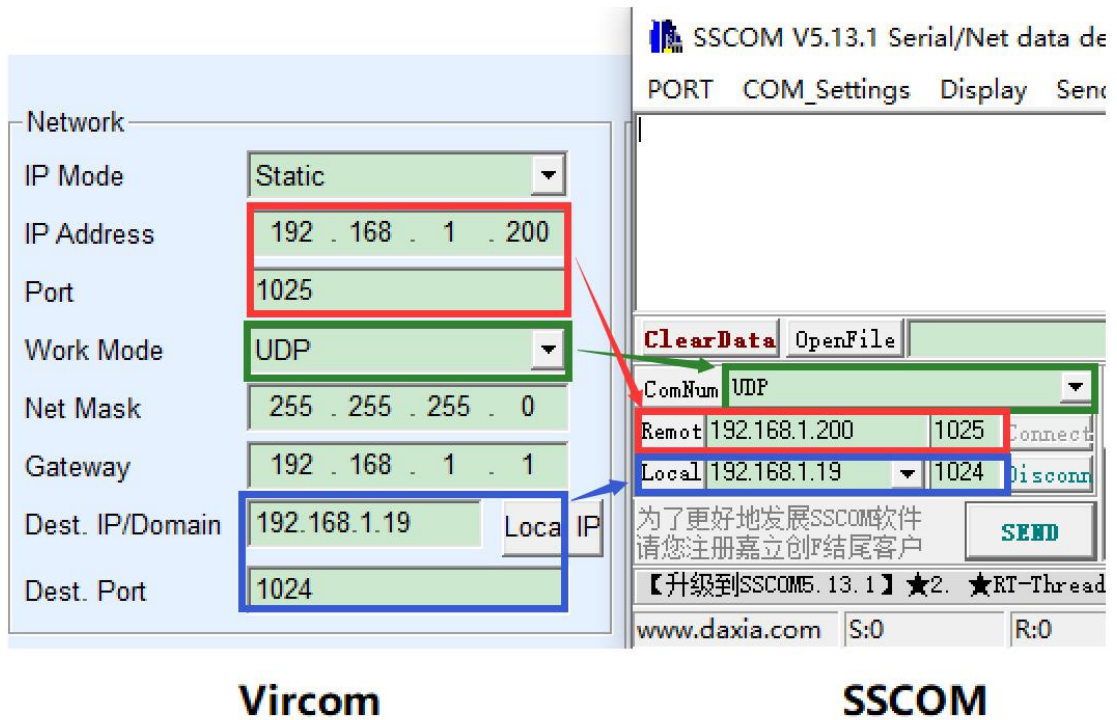 SSCOM V5.13.1 Serial/Net data de
PORT COM_Settings Display Send
Network
IP Mode Static
IP Address 192 . 168 . 1 . 200
Port 1025
Work Mode UDP
Net Mask 255 . 255 . 255 . 0
Gateway 192 . 168 . 1 . 1
Dest. IP/Domain 192.168.1.19 Local IP
Dest. Port 1024
ClearData OpenFile
ComNum UDP
Remot 192.168.1.200 1025 Connect
Local 192.168.1.19 1024 Disconn
为了更好地发展SSCOM软件
请您注册嘉立创F结尾客户
SEND
【升级到SSCOM5.13.1】★2. ★RT-Thread
www.daxia.com S:0 R:0
Vircom
SSCOM